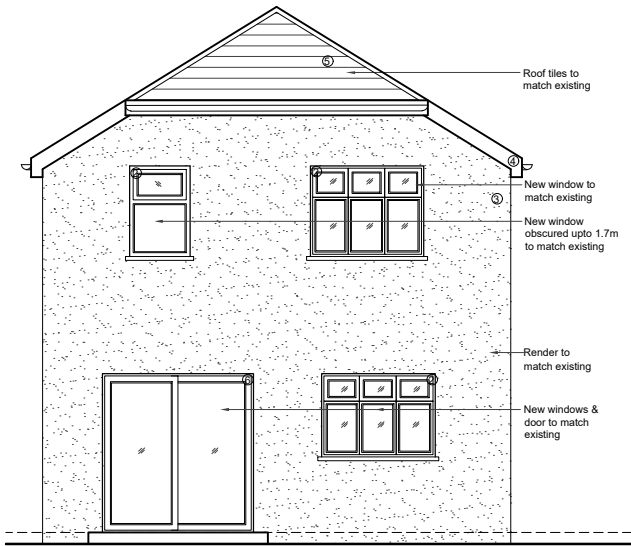 5
Roof tiles to
match existing
4
2
2
New window to
match existing
3
New window
obscured upto 1.7m
to match existing
Render to
match existing
6
2
New windows &
door to match
existing